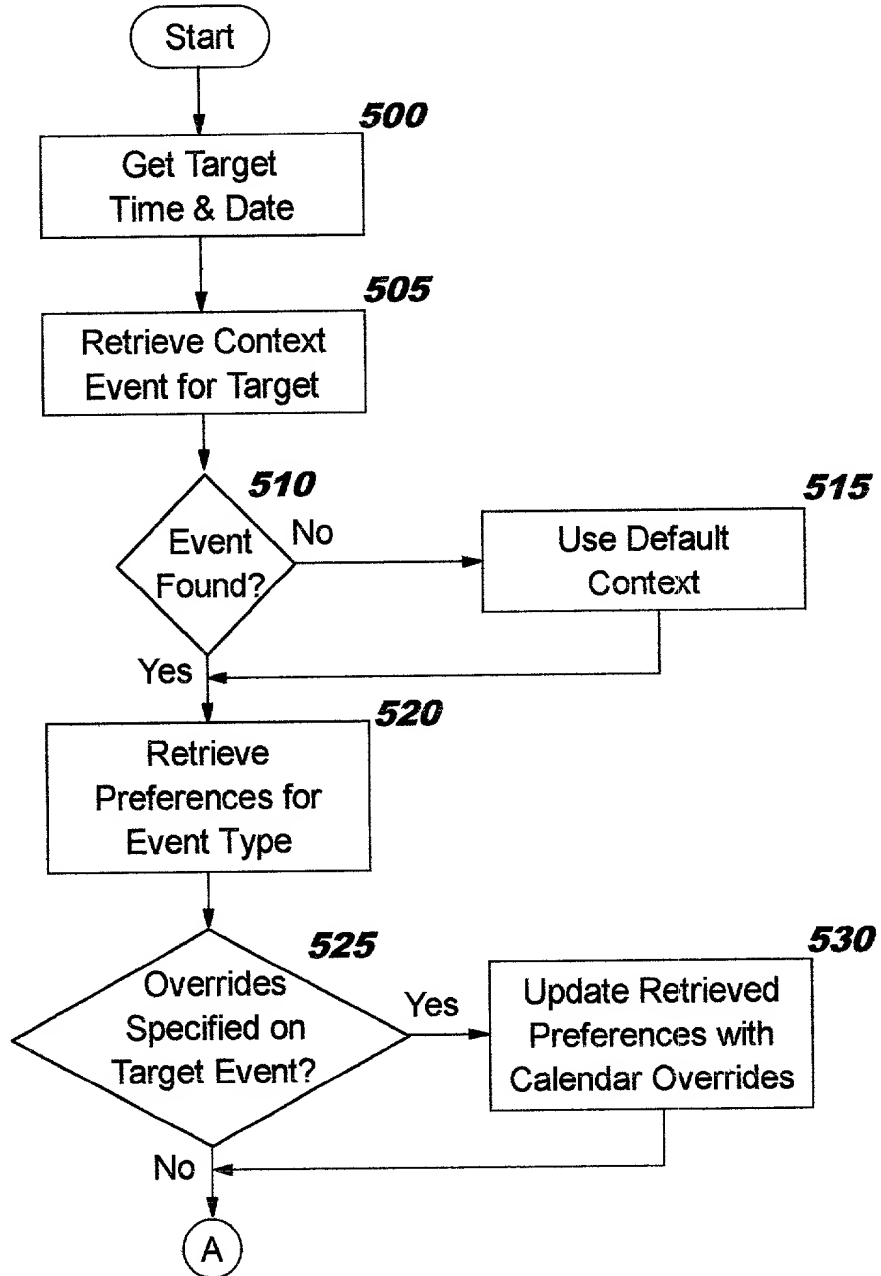 Start
500
Get Target
Time & Date
505
Retrieve Context
Event for Target
510
Event
Found?
No
515
Use Default
Context
Yes
520
Retrieve
Preferences for
Event Type
525
Overrides
Specified on
Target Event?
Yes
530
Update Retrieved
Preferences with
Calendar Overrides
No
A